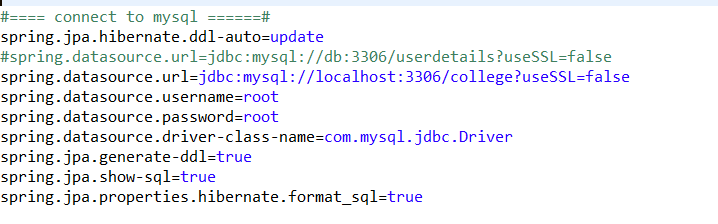 #==== connect to mysql ======#
spring.jpa.hibernate.ddl-auto=update
#spring.datasource.url=jdbc:mysql://db:3306/userdetails?useSSL=false
spring.datasource.url=jdbc:mysql://localhost:3306/college?useSSL=false
spring.datasource.username=root
spring.datasource.password=root
spring.datasource.driver-class-name=com.mysql.jdbc.Driver
spring.jpa.generate-ddl=true
spring.jpa.show-sql=true
spring.jpa.properties.hibernate.format_sql=true